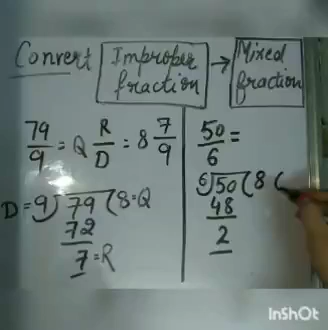 Convert Improper fraction → Mixed fraction
79/9 = Q R/D = 8 7/9
D = 9)79(8=Q
72
7=R
50/6 =
6)50(8 (
48
2
InShOt